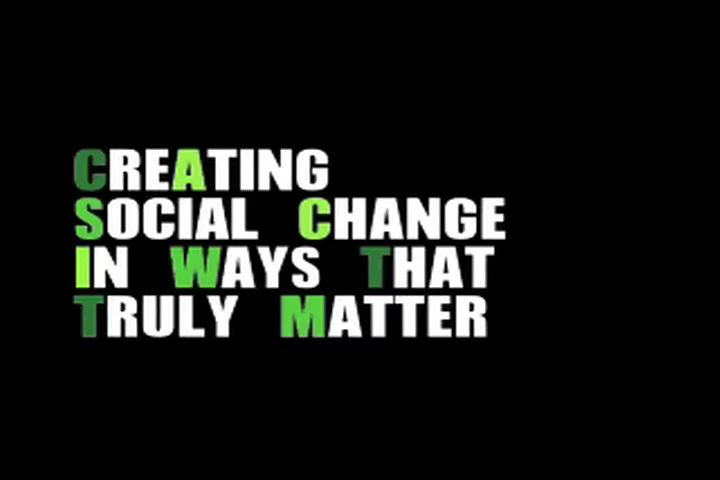 CREATING
SOCIAL CHANGE
IN WAYS THAT
TRULY MATTER